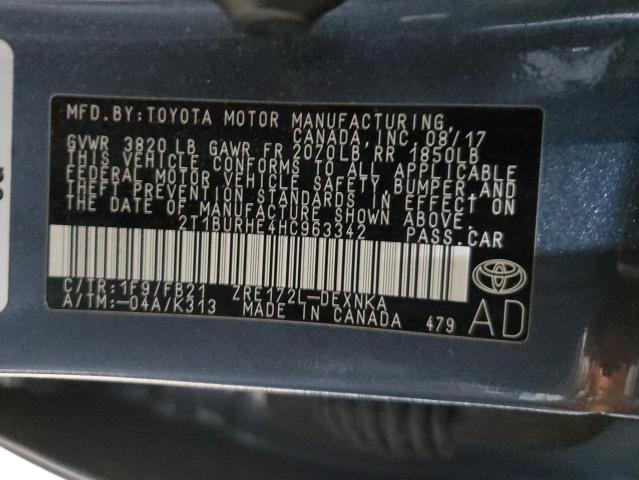 MFD.BY:TOYOTA MOTOR MANUFACTURING
CANADA,INC. 08/17
GVWR 3820 LB GAWR FR 2070LB RR 1850LB
THIS VEHICLE CONFORMS TO ALL APPLICABLE
FEDERAL MOTOR VEHICLE SAFETY,BUMPER,AND
THEFT PREVENTION STANDARDS IN EFFECT ON
THE DATE OF MANUFACTURE SHOWN ABOVE.
2T1BURHE4HC963342 PASS.CAR
C/TR:1F9/FB21 ZRE172L-DEXNKA
A/TM:-04A/K313 MADE IN CANADA 479
AD